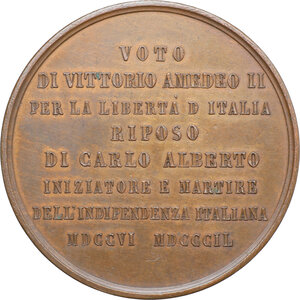 VOTO
DI VITTORIO AMEDEO II
PER LA LIBERTÀ D ITALIA
RIPOSO
DI CARLO ALBERTO
INIZIATORE E MARTIRE
DELL'INDIPENDENZA ITALIANA
MDCCVI MDCCCIL